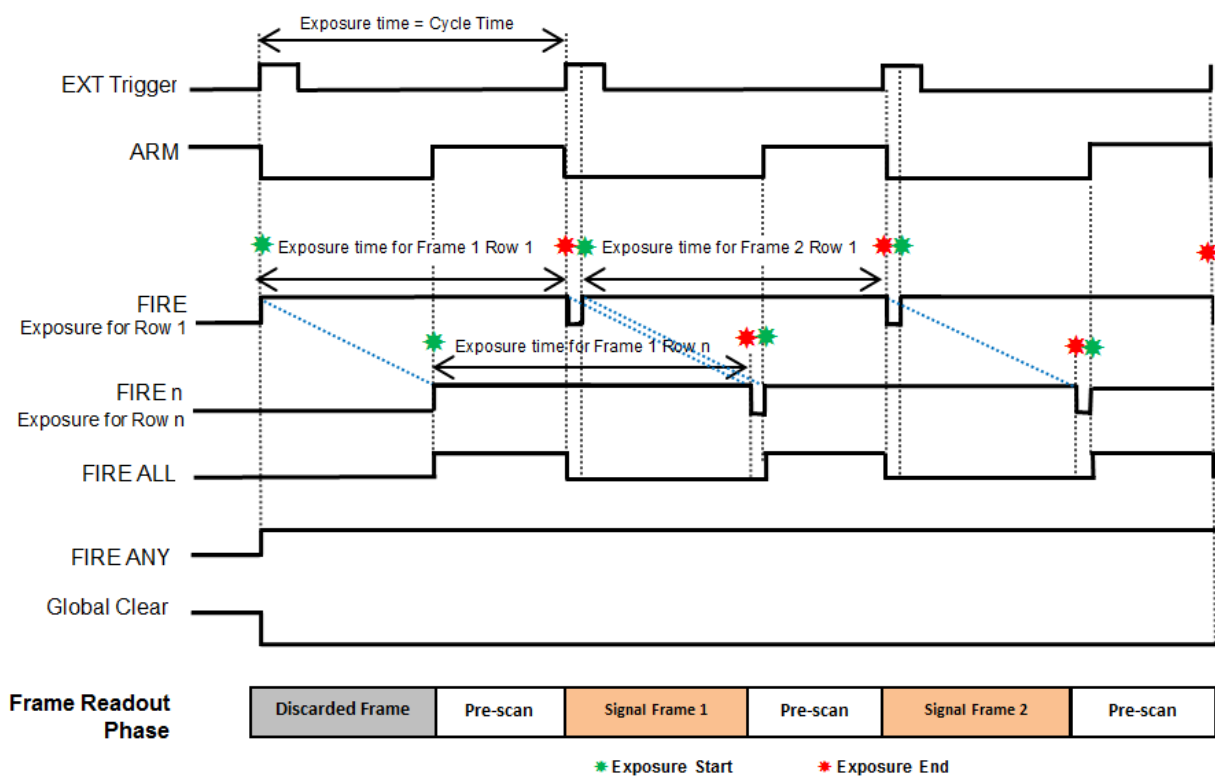 Exposure time = Cycle Time
EXT Trigger
ARM
Exposure time for Frame 1 Row 1
Exposure time for Frame 2 Row 1
FIRE
Exposure for Row 1
Exposure time for Frame 1 Row n
FIRE n
Exposure for Row n
FIRE ALL
FIRE ANY
Global Clear
Frame Readout
Phase
Discarded Frame
Pre-scan
Signal Frame 1
Pre-scan
Signal Frame 2
Pre-scan
Exposure Start
Exposure End